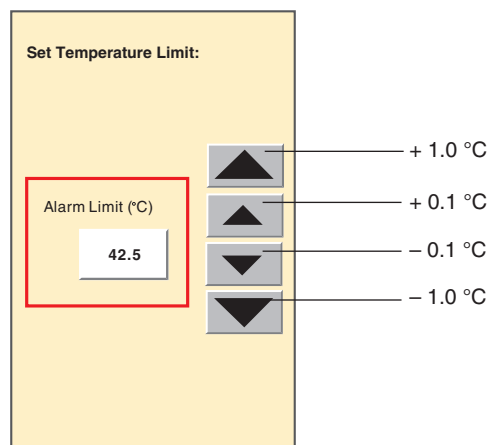 Set Temperature Limit:
+ 1.0 °C
+ 0.1 °C
Alarm Limit (°C)
– 0.1 °C
42.5
– 1.0 °C